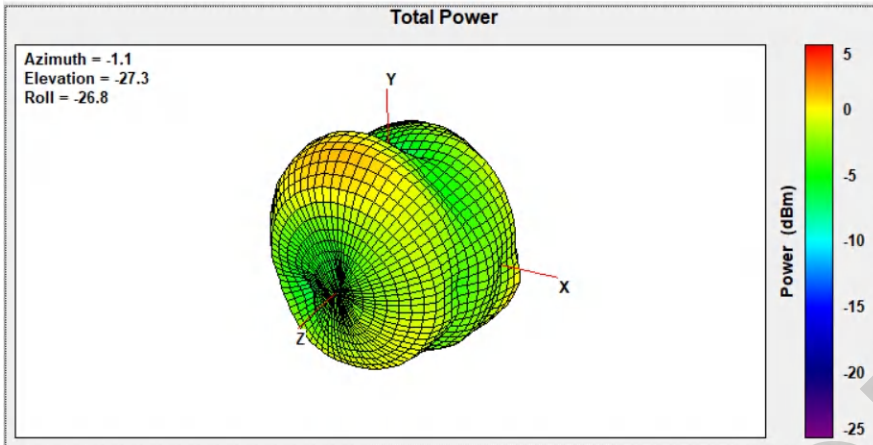 Total Power
Azimuth = -1.1
Elevation = -27.3
Roll = -26.8
Y
X
Z
5
0
-5
-10
-15
-20
-25
Power (dBm)